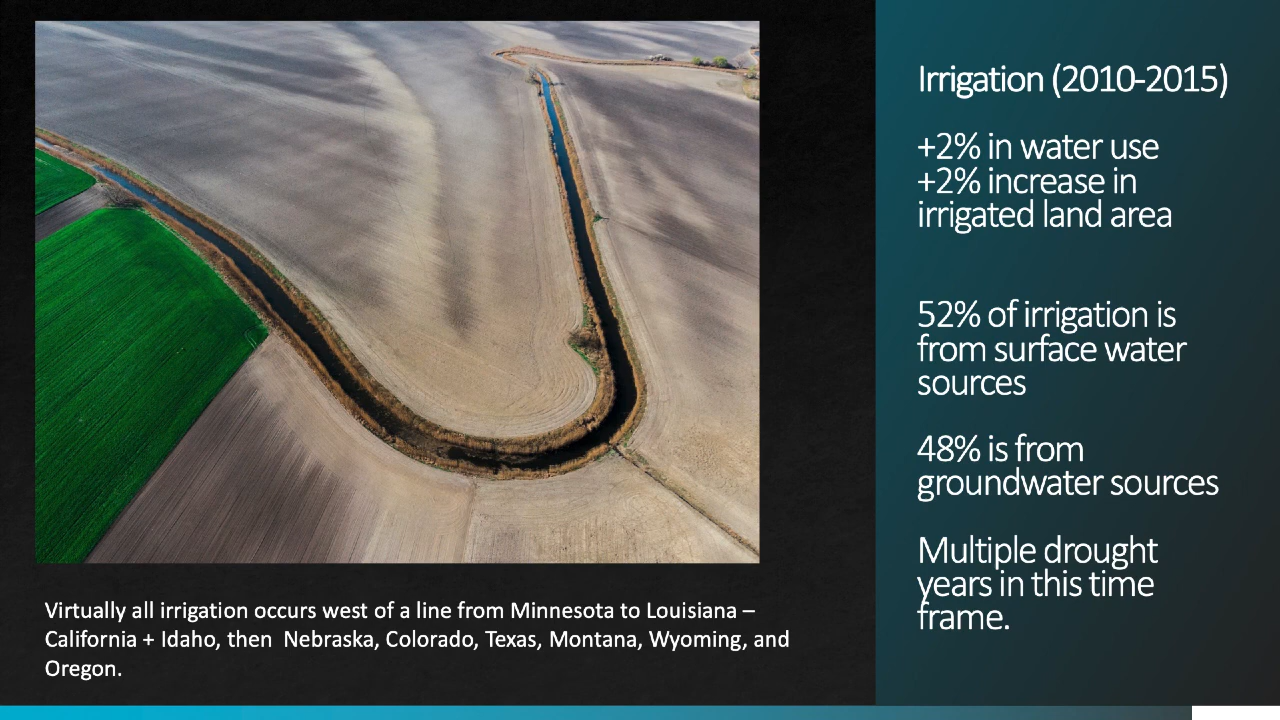 Irrigation (2010-2015)
+2% in water use
+2% increase in
irrigated land area
52% of irrigation is
from surface water
sources
48% is from
groundwater sources
Multiple drought
years in this time
frame.
Virtually all irrigation occurs west of a line from Minnesota to Louisiana –
California + Idaho, then  Nebraska, Colorado, Texas, Montana, Wyoming, and
Oregon.